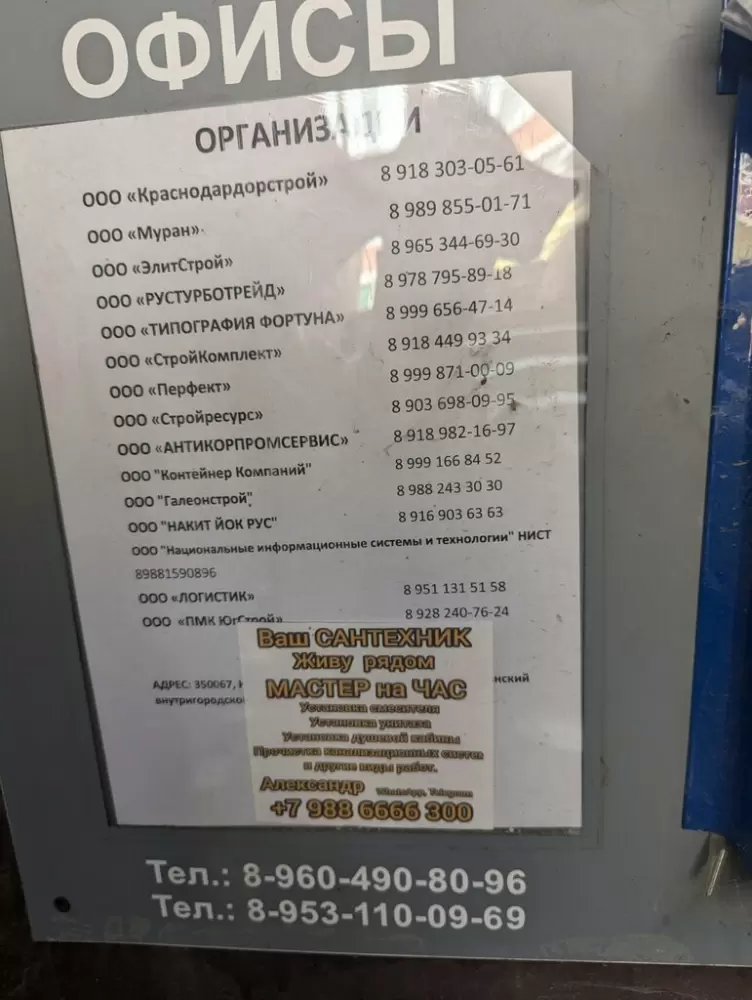 ОФИСЫ
ОРГАНИЗАЦИИ
ООО «Краснодардорстрой» 8 918 303-05-61
ООО «Муран» 8 989 855-01-71
ООО «ЭлитСтрой» 8 965 344-69-30
ООО «РУСТУРБОТРЕЙД» 8 978 795-89-18
ООО «ТИПОГРАФИЯ ФОРТУНА» 8 999 656-47-14
ООО «СтройКомплект» 8 918 449 93 34
ООО «Перфект» 8 999 871-00-09
ООО «Стройресурс» 8 903 698-09-95
ООО «АНТИКОРПРОМСЕРВИС» 8 918 982-16-97
ООО "Контейнер Компаний" 8 999 166 84 52
ООО "Галеонстрой" 8 988 243 30 30
ООО "НАКИТ ЙОК РУС" 8 916 903 63 63
ООО "Национальные информационные системы и технологии" НИСТ
89881590896
ООО «ЛОГИСТИК» 8 951 131 51 58
ООО «ПМК ЮгСтрой» 8 928 240-76-24
АДРЕС: 350067,
Ваш САНТЕХНИК
Живу рядом
МАСТЕР на ЧАС
Установка смесителя
Установка унитаза
Установка душевой кабины
Прочистка канализационных систем
и другие виды работ.
Александр WhatsApp, Telegram
+7 988 6666 300
Тел.: 8-960-490-80-96
Тел.: 8-953-110-09-69